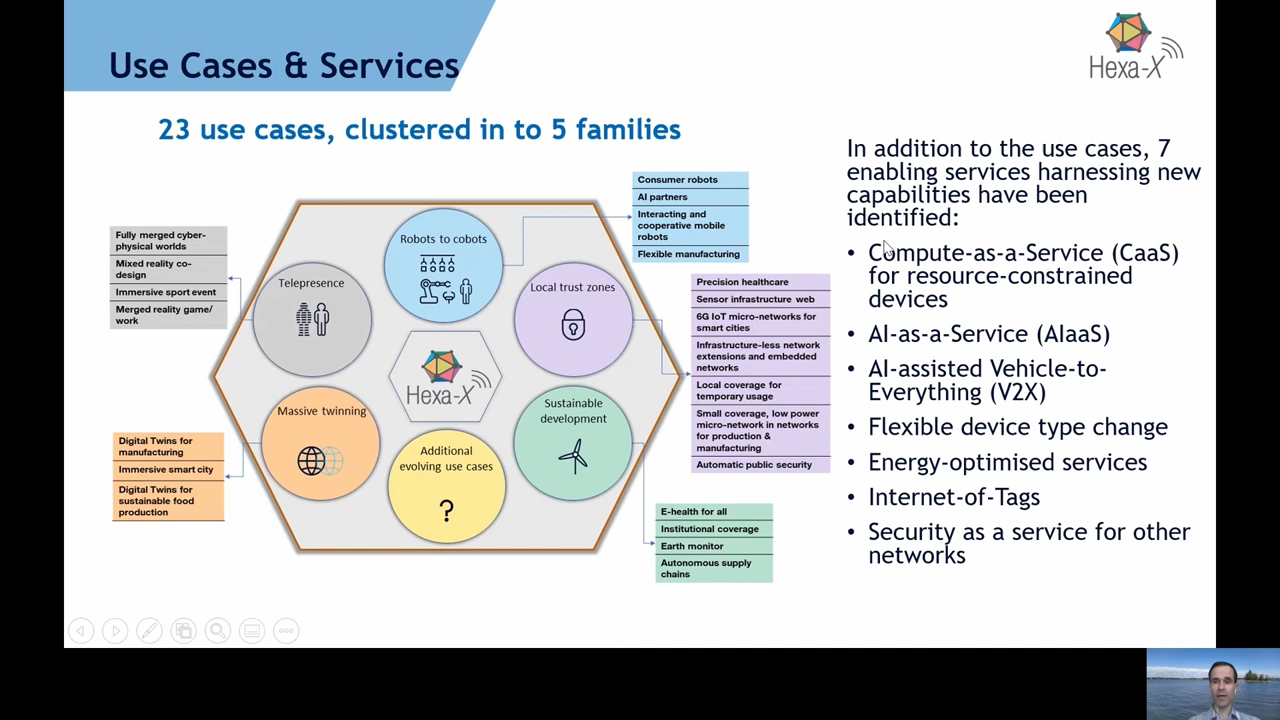 Use Cases & Services
Hexa-X
23 use cases, clustered in to 5 families
Fully merged cyber-
physical worlds
Mixed reality co-
design
Immersive sport event
Merged reality game/
work
Telepresence
Robots to cobots
Consumer robots
AI partners
Interacting and
cooperative mobile
robots
Flexible manufacturing
Local trust zones
Precision healthcare
Sensor infrastructure web
6G IoT micro-networks for
smart cities
Infrastructure-less network
extensions and embedded
networks
Local coverage for
temporary usage
Small coverage, low power
micro-network in networks
for production &
manufacturing
Automatic public security
Hexa-X
Massive twinning
Digital Twins for
manufacturing
Immersive smart city
Digital Twins for
sustainable food
production
Additional
evolving use cases
?
Sustainable
development
E-health for all
Institutional coverage
Earth monitor
Autonomous supply
chains
In addition to the use cases, 7
enabling services harnessing new
capabilities have been
identified:
• Compute-as-a-Service (CaaS)
for resource-constrained
devices
• AI-as-a-Service (AIaaS)
• AI-assisted Vehicle-to-
Everything (V2X)
• Flexible device type change
• Energy-optimised services
• Internet-of-Tags
• Security as a service for other
networks